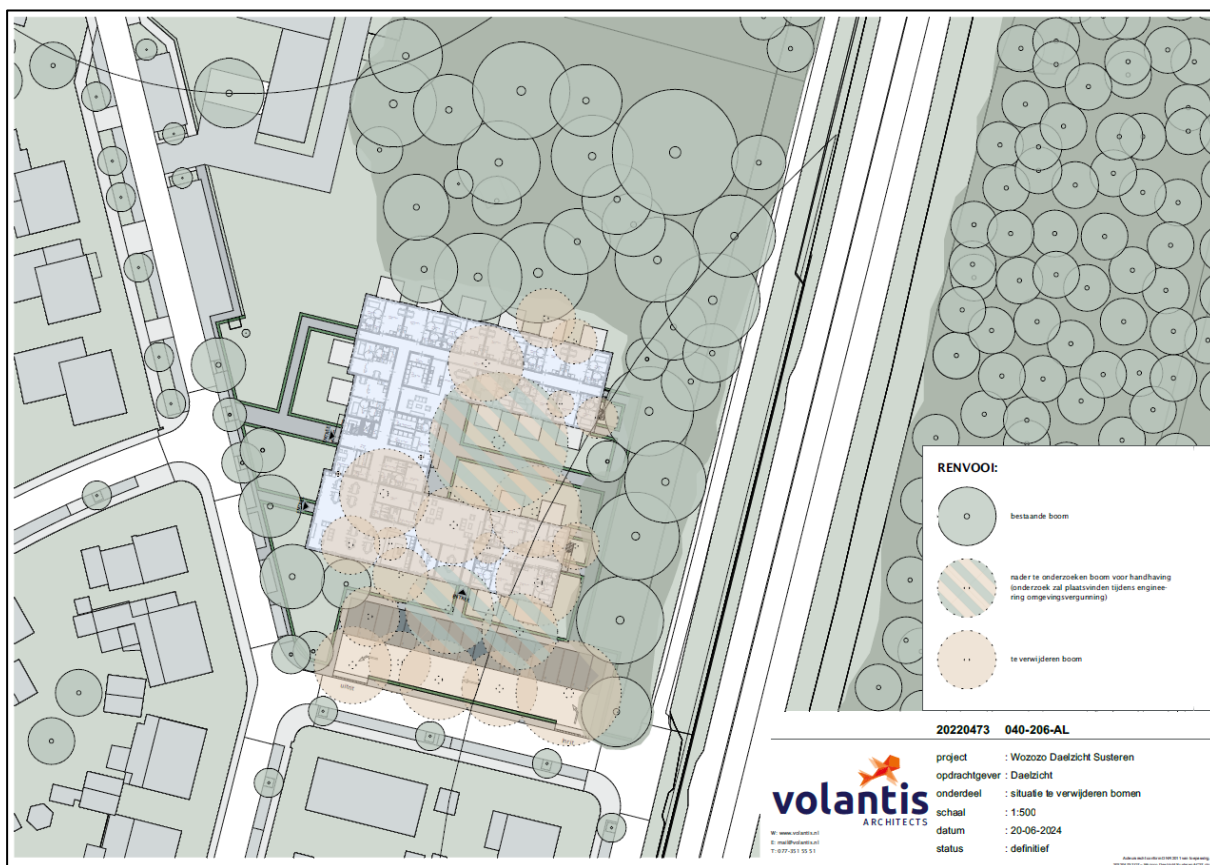 RENVOOI:
bestaande boom
nader te onderzoeken boom voor handhaving
(onderzoek zal plaatsvinden tijdens enginee-
ring omgevingsvergunning)
te verwijderen boom
20220473 040-206-AL
project : Wozozo Daelzicht Susteren
opdrachtgever : Daelzicht
onderdeel : situatie te verwijderen bomen
schaal : 1:500
datum : 20-06-2024
status : definitief
volantis
ARCHITECTS
W: www.volantis.nl
E: mail@volantis.nl
T: 077-351 55 51